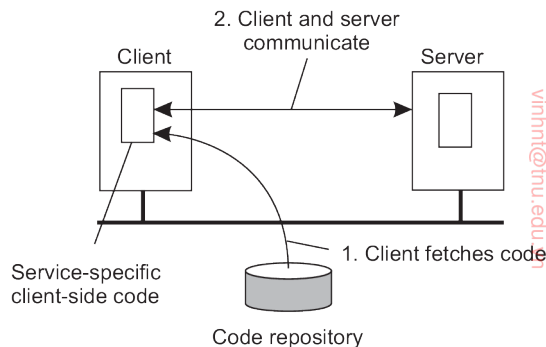 2. Client and server
communicate
Client
Server
1. Client fetches code
Service-specific
client-side code
Code repository
vinhnt@tnu.edu.vn